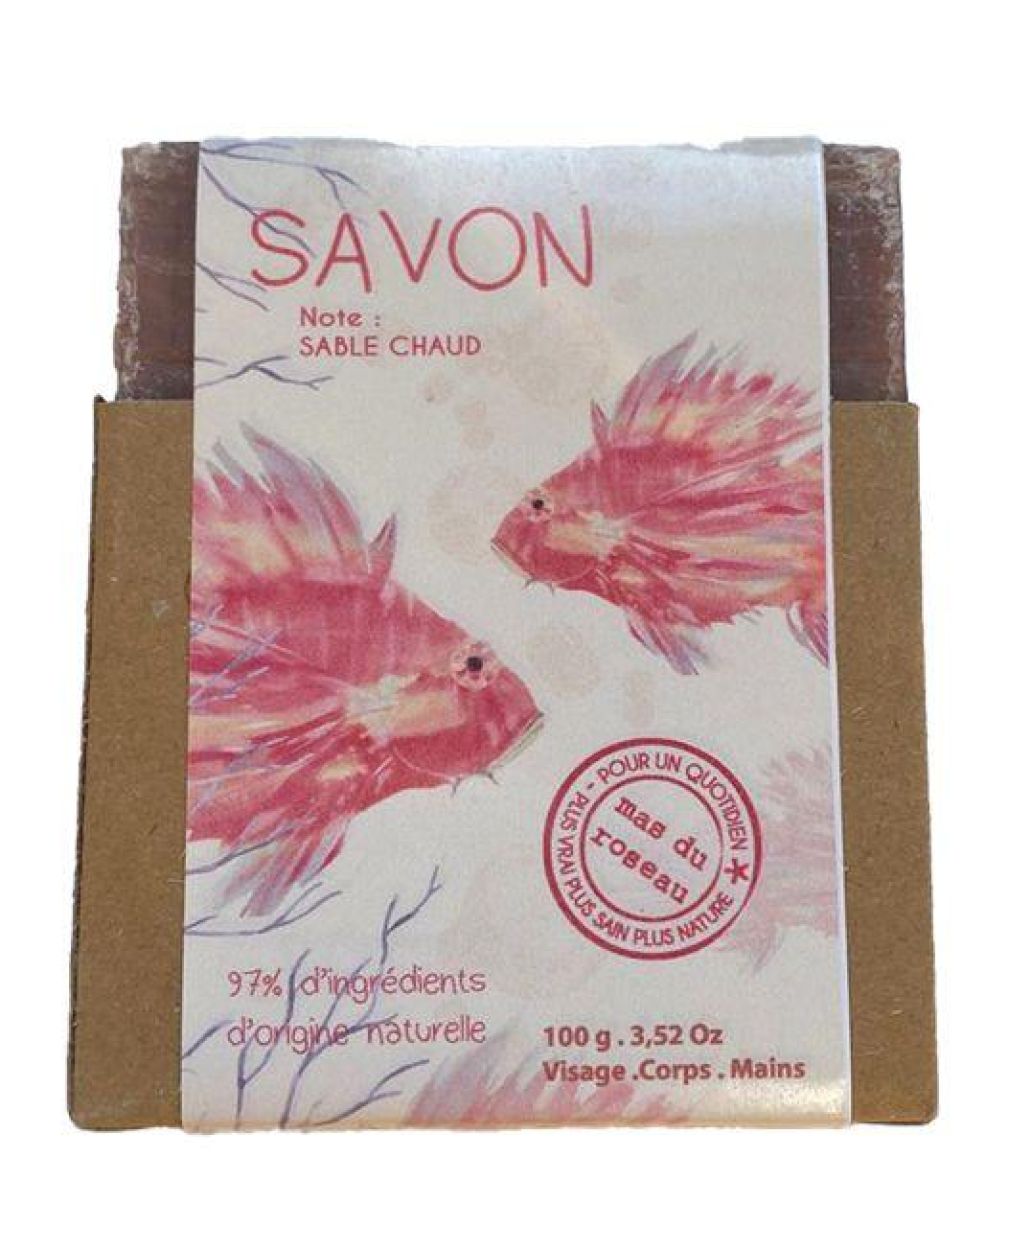 SAVON
Note :
SABLE CHAUD
- POUR UN QUOTIDIEN * PLUS VRAI PLUS SAIN PLUS NATURE
mas du
roseau
97% d'ingrédients
d'origine naturelle
100 g . 3,52 Oz
Visage .Corps . Mains